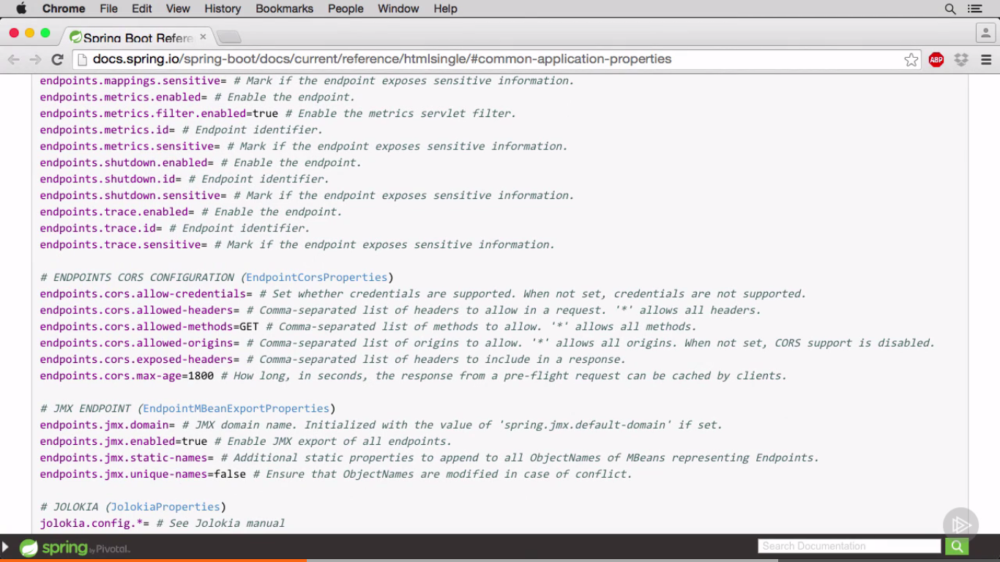 Chrome File Edit View History Bookmarks People Window Help
Spring Boot Refere
docs.spring.io/spring-boot/docs/current/reference/htmlsingle/#common-application-properties
ABP
endpoints.mappings.sensitive= # Mark if the endpoint exposes sensitive information.
endpoints.metrics.enabled= # Enable the endpoint.
endpoints.metrics.filter.enabled=true # Enable the metrics servlet filter.
endpoints.metrics.id= # Endpoint identifier.
endpoints.metrics.sensitive= # Mark if the endpoint exposes sensitive information.
endpoints.shutdown.enabled= # Enable the endpoint.
endpoints.shutdown.id= # Endpoint identifier.
endpoints.shutdown.sensitive= # Mark if the endpoint exposes sensitive information.
endpoints.trace.enabled= # Enable the endpoint.
endpoints.trace.id= # Endpoint identifier.
endpoints.trace.sensitive= # Mark if the endpoint exposes sensitive information.
# ENDPOINTS CORS CONFIGURATION (EndpointCorsProperties)
endpoints.cors.allow-credentials= # Set whether credentials are supported. When not set, credentials are not supported.
endpoints.cors.allowed-headers= # Comma-separated list of headers to allow in a request. '*' allows all headers.
endpoints.cors.allowed-methods=GET # Comma-separated list of methods to allow. '*' allows all methods.
endpoints.cors.allowed-origins= # Comma-separated list of origins to allow. '*' allows all origins. When not set, CORS support is disabled.
endpoints.cors.exposed-headers= # Comma-separated list of headers to include in a response.
endpoints.cors.max-age=1800 # How long, in seconds, the response from a pre-flight request can be cached by clients.
# JMX ENDPOINT (EndpointMBeanExportProperties)
endpoints.jmx.domain= # JMX domain name. Initialized with the value of 'spring.jmx.default-domain' if set.
endpoints.jmx.enabled=true # Enable JMX export of all endpoints.
endpoints.jmx.static-names= # Additional static properties to append to all ObjectNames of MBeans representing Endpoints.
endpoints.jmx.unique-names=false # Ensure that ObjectNames are modified in case of conflict.
# JOLOKIA (JolokiaProperties)
jolokia.config.*= # See Jolokia manual
spring by Pivotal.
Search Documentation